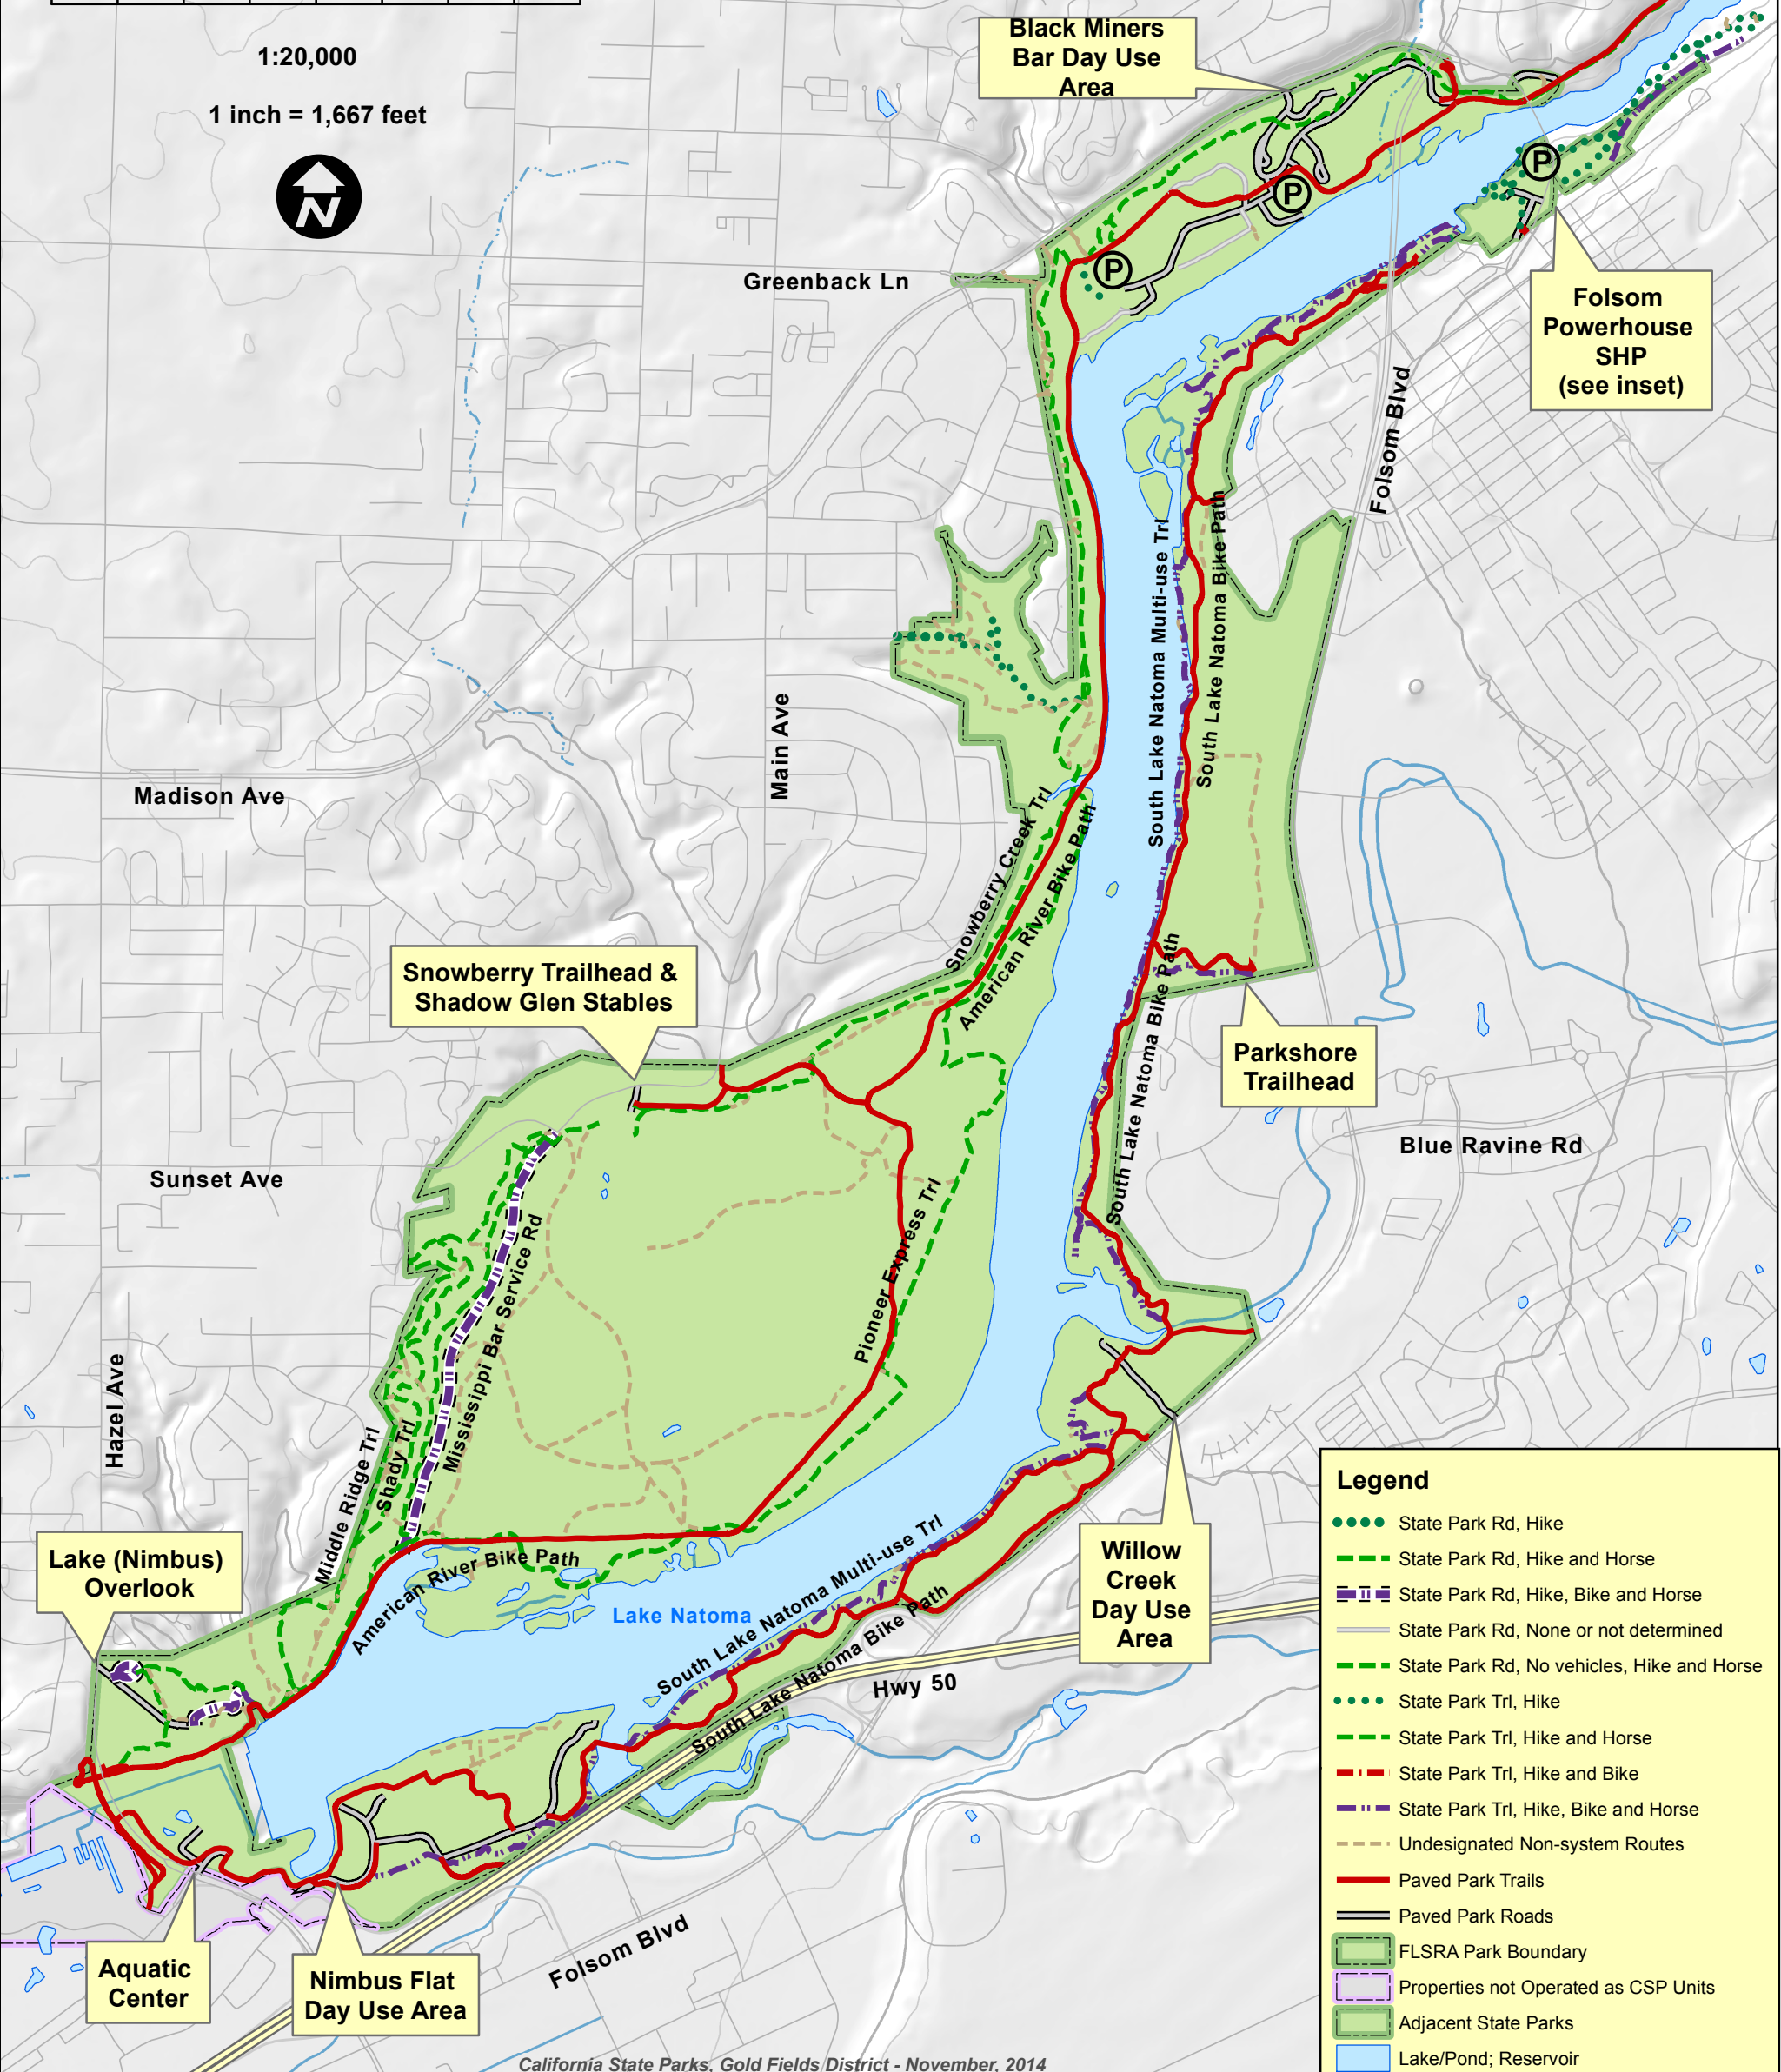 1:20,000
1 inch = 1,667 feet
N
Black Miners
Bar Day Use
Area
P
P
P
Greenback Ln
Folsom
Powerhouse
SHP
(see inset)
Folsom Blvd
South Lake Natoma Multi-use Trl
South Lake Natoma Bike Path
Main Ave
Madison Ave
Snowberry Creek Trl
American River Bike Path
Snowberry Trailhead &
Shadow Glen Stables
South Lake Natoma Bike Path
Parkshore
Trailhead
Blue Ravine Rd
Sunset Ave
Mississippi Bar Service Rd
Pioneer Express Trl
Hazel Ave
Middle Ridge Trl
Shady Trl
Lake (Nimbus)
Overlook
American River Bike Path
Lake Natoma
South Lake Natoma Multi-use Trl
South Lake Natoma Bike Path
Willow
Creek
Day Use
Area
Hwy 50
Aquatic
Center
Nimbus Flat
Day Use Area
Folsom Blvd
Legend
State Park Rd, Hike
State Park Rd, Hike and Horse
State Park Rd, Hike, Bike and Horse
State Park Rd, None or not determined
State Park Rd, No vehicles, Hike and Horse
State Park Trl, Hike
State Park Trl, Hike and Horse
State Park Trl, Hike and Bike
State Park Trl, Hike, Bike and Horse
Undesignated Non-system Routes
Paved Park Trails
Paved Park Roads
FLSRA Park Boundary
Properties not Operated as CSP Units
Adjacent State Parks
Lake/Pond; Reservoir
California State Parks, Gold Fields District - November, 2014